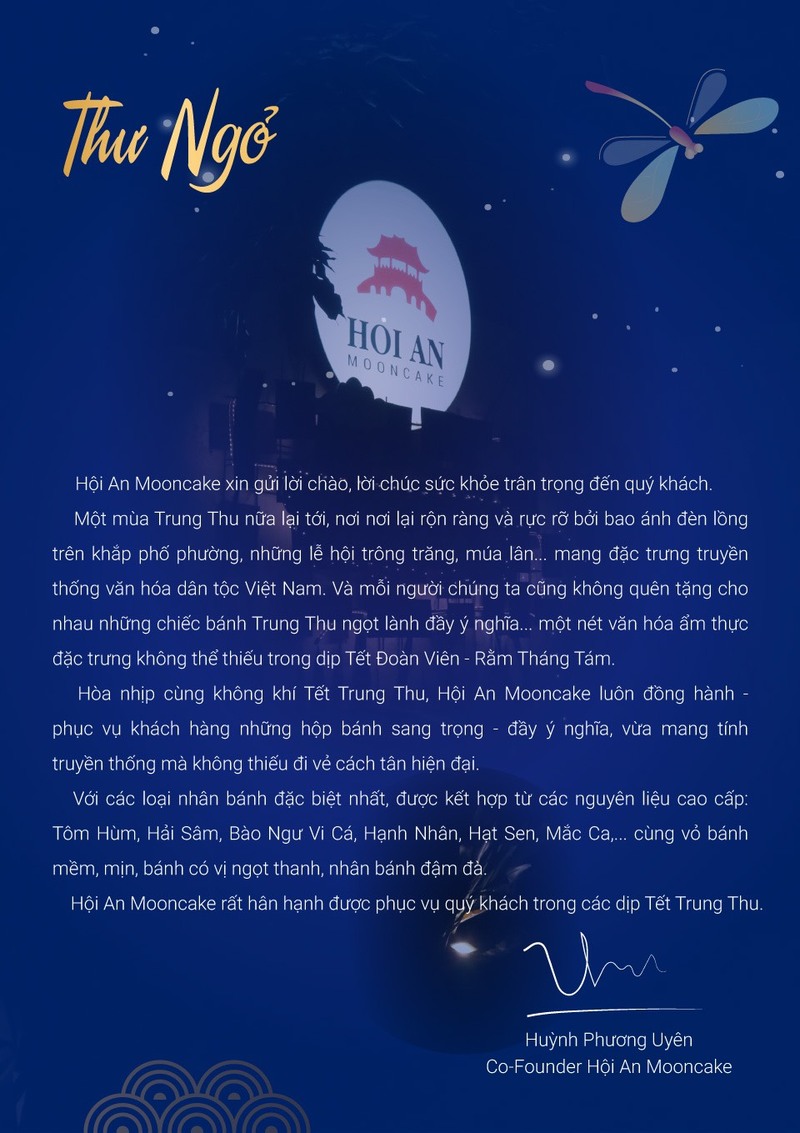 Thư Ngỏ
HỘI AN
MOONCAKE
Hội An Mooncake xin gửi lời chào, lời chúc sức khỏe trân trọng đến quý khách.
Một mùa Trung Thu nữa lại tới, nơi nơi lại rộn ràng và rực rỡ bởi bao ánh đèn lồng
trên khắp phố phường, những lễ hội trông trăng, múa lân... mang đặc trưng truyền
thống văn hóa dân tộc Việt Nam. Và mỗi người chúng ta cũng không quên tặng cho
nhau những chiếc bánh Trung Thu ngọt lành đầy ý nghĩa... một nét văn hóa ẩm thực
đặc trưng không thể thiếu trong dịp Tết Đoàn Viên - Rằm Tháng Tám.
Hòa nhịp cùng không khí Tết Trung Thu, Hội An Mooncake luôn đồng hành -
phục vụ khách hàng những hộp bánh sang trọng - đầy ý nghĩa, vừa mang tính
truyền thống mà không thiếu đi vẻ cách tân hiện đại.
Với các loại nhân bánh đặc biệt nhất, được kết hợp từ các nguyên liệu cao cấp:
Tôm Hùm, Hải Sâm, Bào Ngư Vi Cá, Hạnh Nhân, Hạt Sen, Mắc Ca,... cùng vỏ bánh
mềm, mịn, bánh có vị ngọt thanh, nhân bánh đậm đà.
Hội An Mooncake rất hân hạnh được phục vụ quý khách trong các dịp Tết Trung Thu.
Huỳnh Phương Uyên
Co-Founder Hội An Mooncake